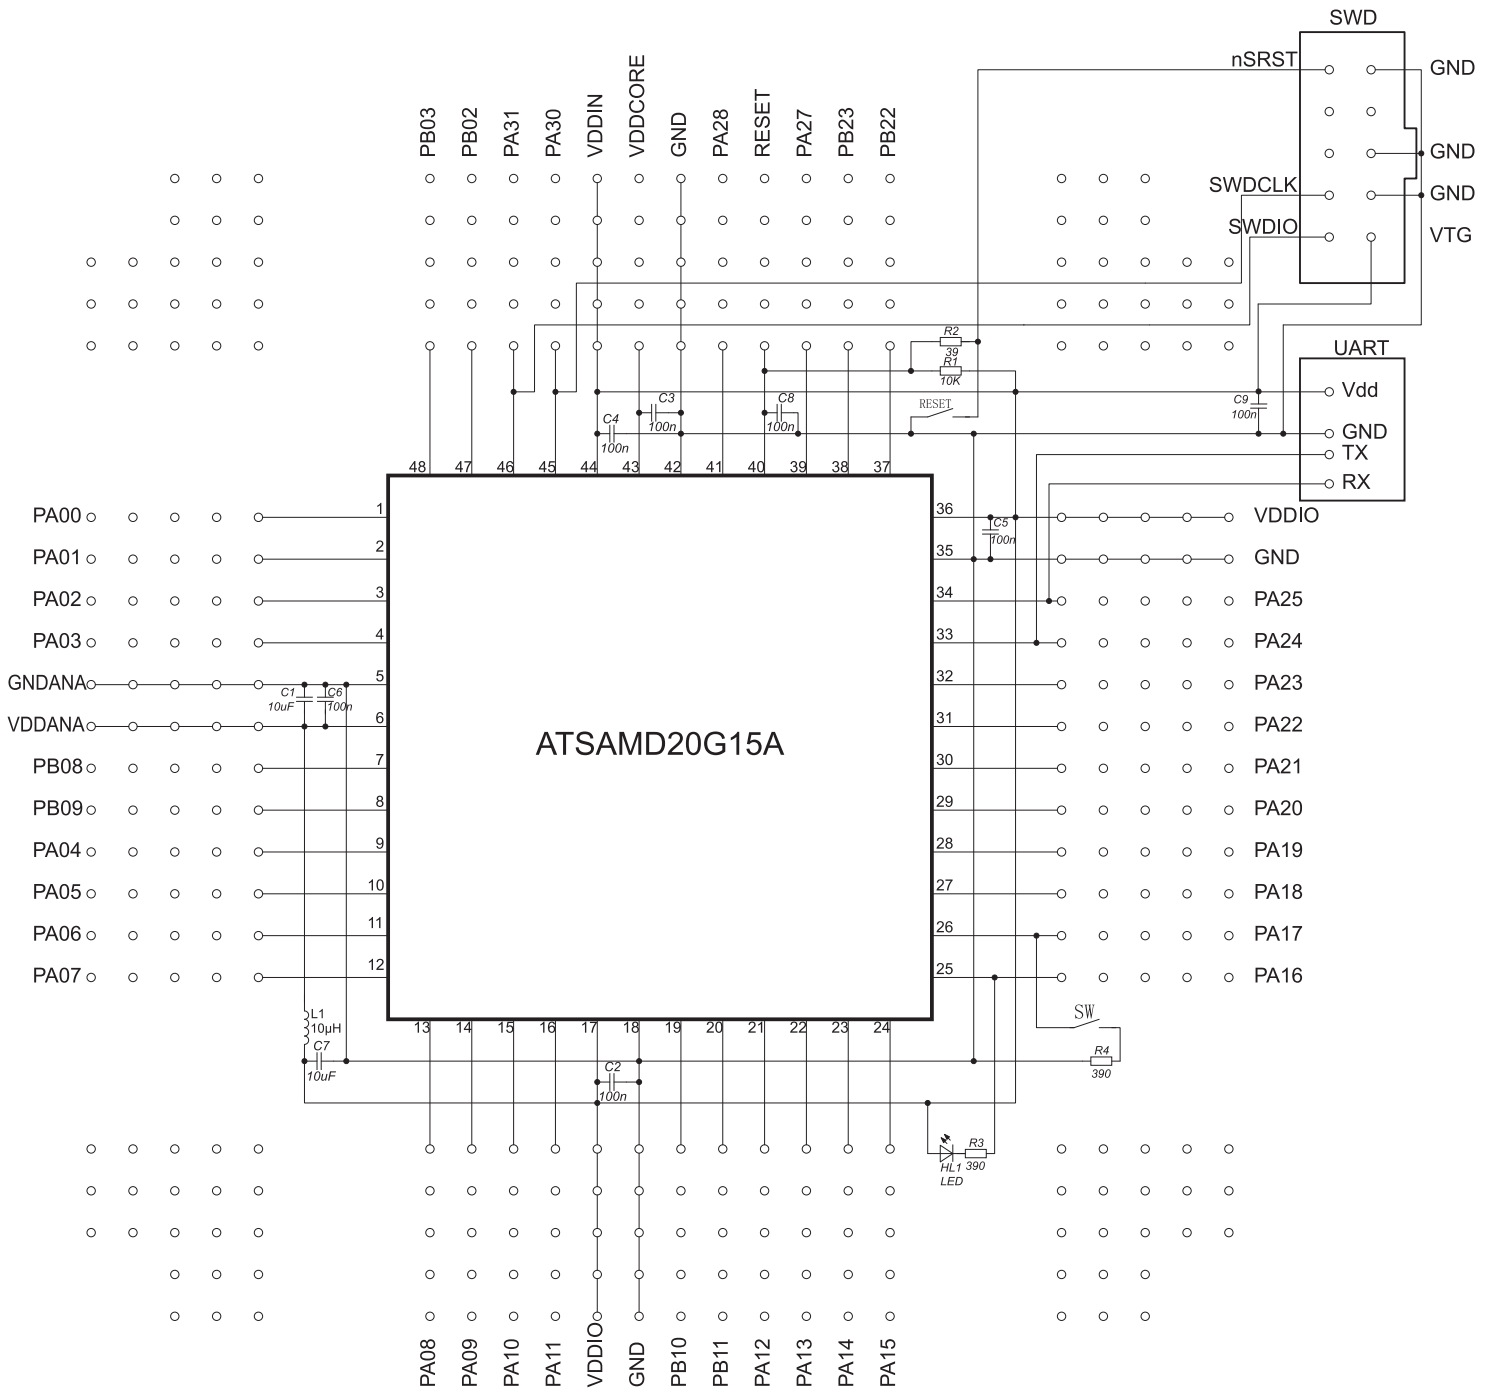 SWD
nSRST
GND
GND
SWDCLK
GND
SWDIO
VTG
PB03
PB02
PA31
PA30
VDDIN
VDDCORE
GND
PA28
RESET
PA27
PB23
PB22
R2
39
R1
10K
UART
Vdd
GND
TX
RX
C9
100n
RESET
C3
100n
C4
100n
C8
100n
48
47
46
45
44
43
42
41
40
39
38
37
PA00
PA01
PA02
PA03
GNDANA
VDDANA
PB08
PB09
PA04
PA05
PA06
PA07
1
2
3
4
5
6
7
8
9
10
11
12
C1
10uF
C6
100n
ATSAMD20G15A
36
35
34
33
32
31
30
29
28
27
26
25
C5
100n
VDDIO
GND
PA25
PA24
PA23
PA22
PA21
PA20
PA19
PA18
PA17
PA16
L1
10µH
C7
10uF
13
14
15
16
17
18
19
20
21
22
23
24
C2
100n
SW
R4
390
HL1
LED
R3
390
PA08
PA09
PA10
PA11
VDDIO
GND
PB10
PB11
PA12
PA13
PA14
PA15